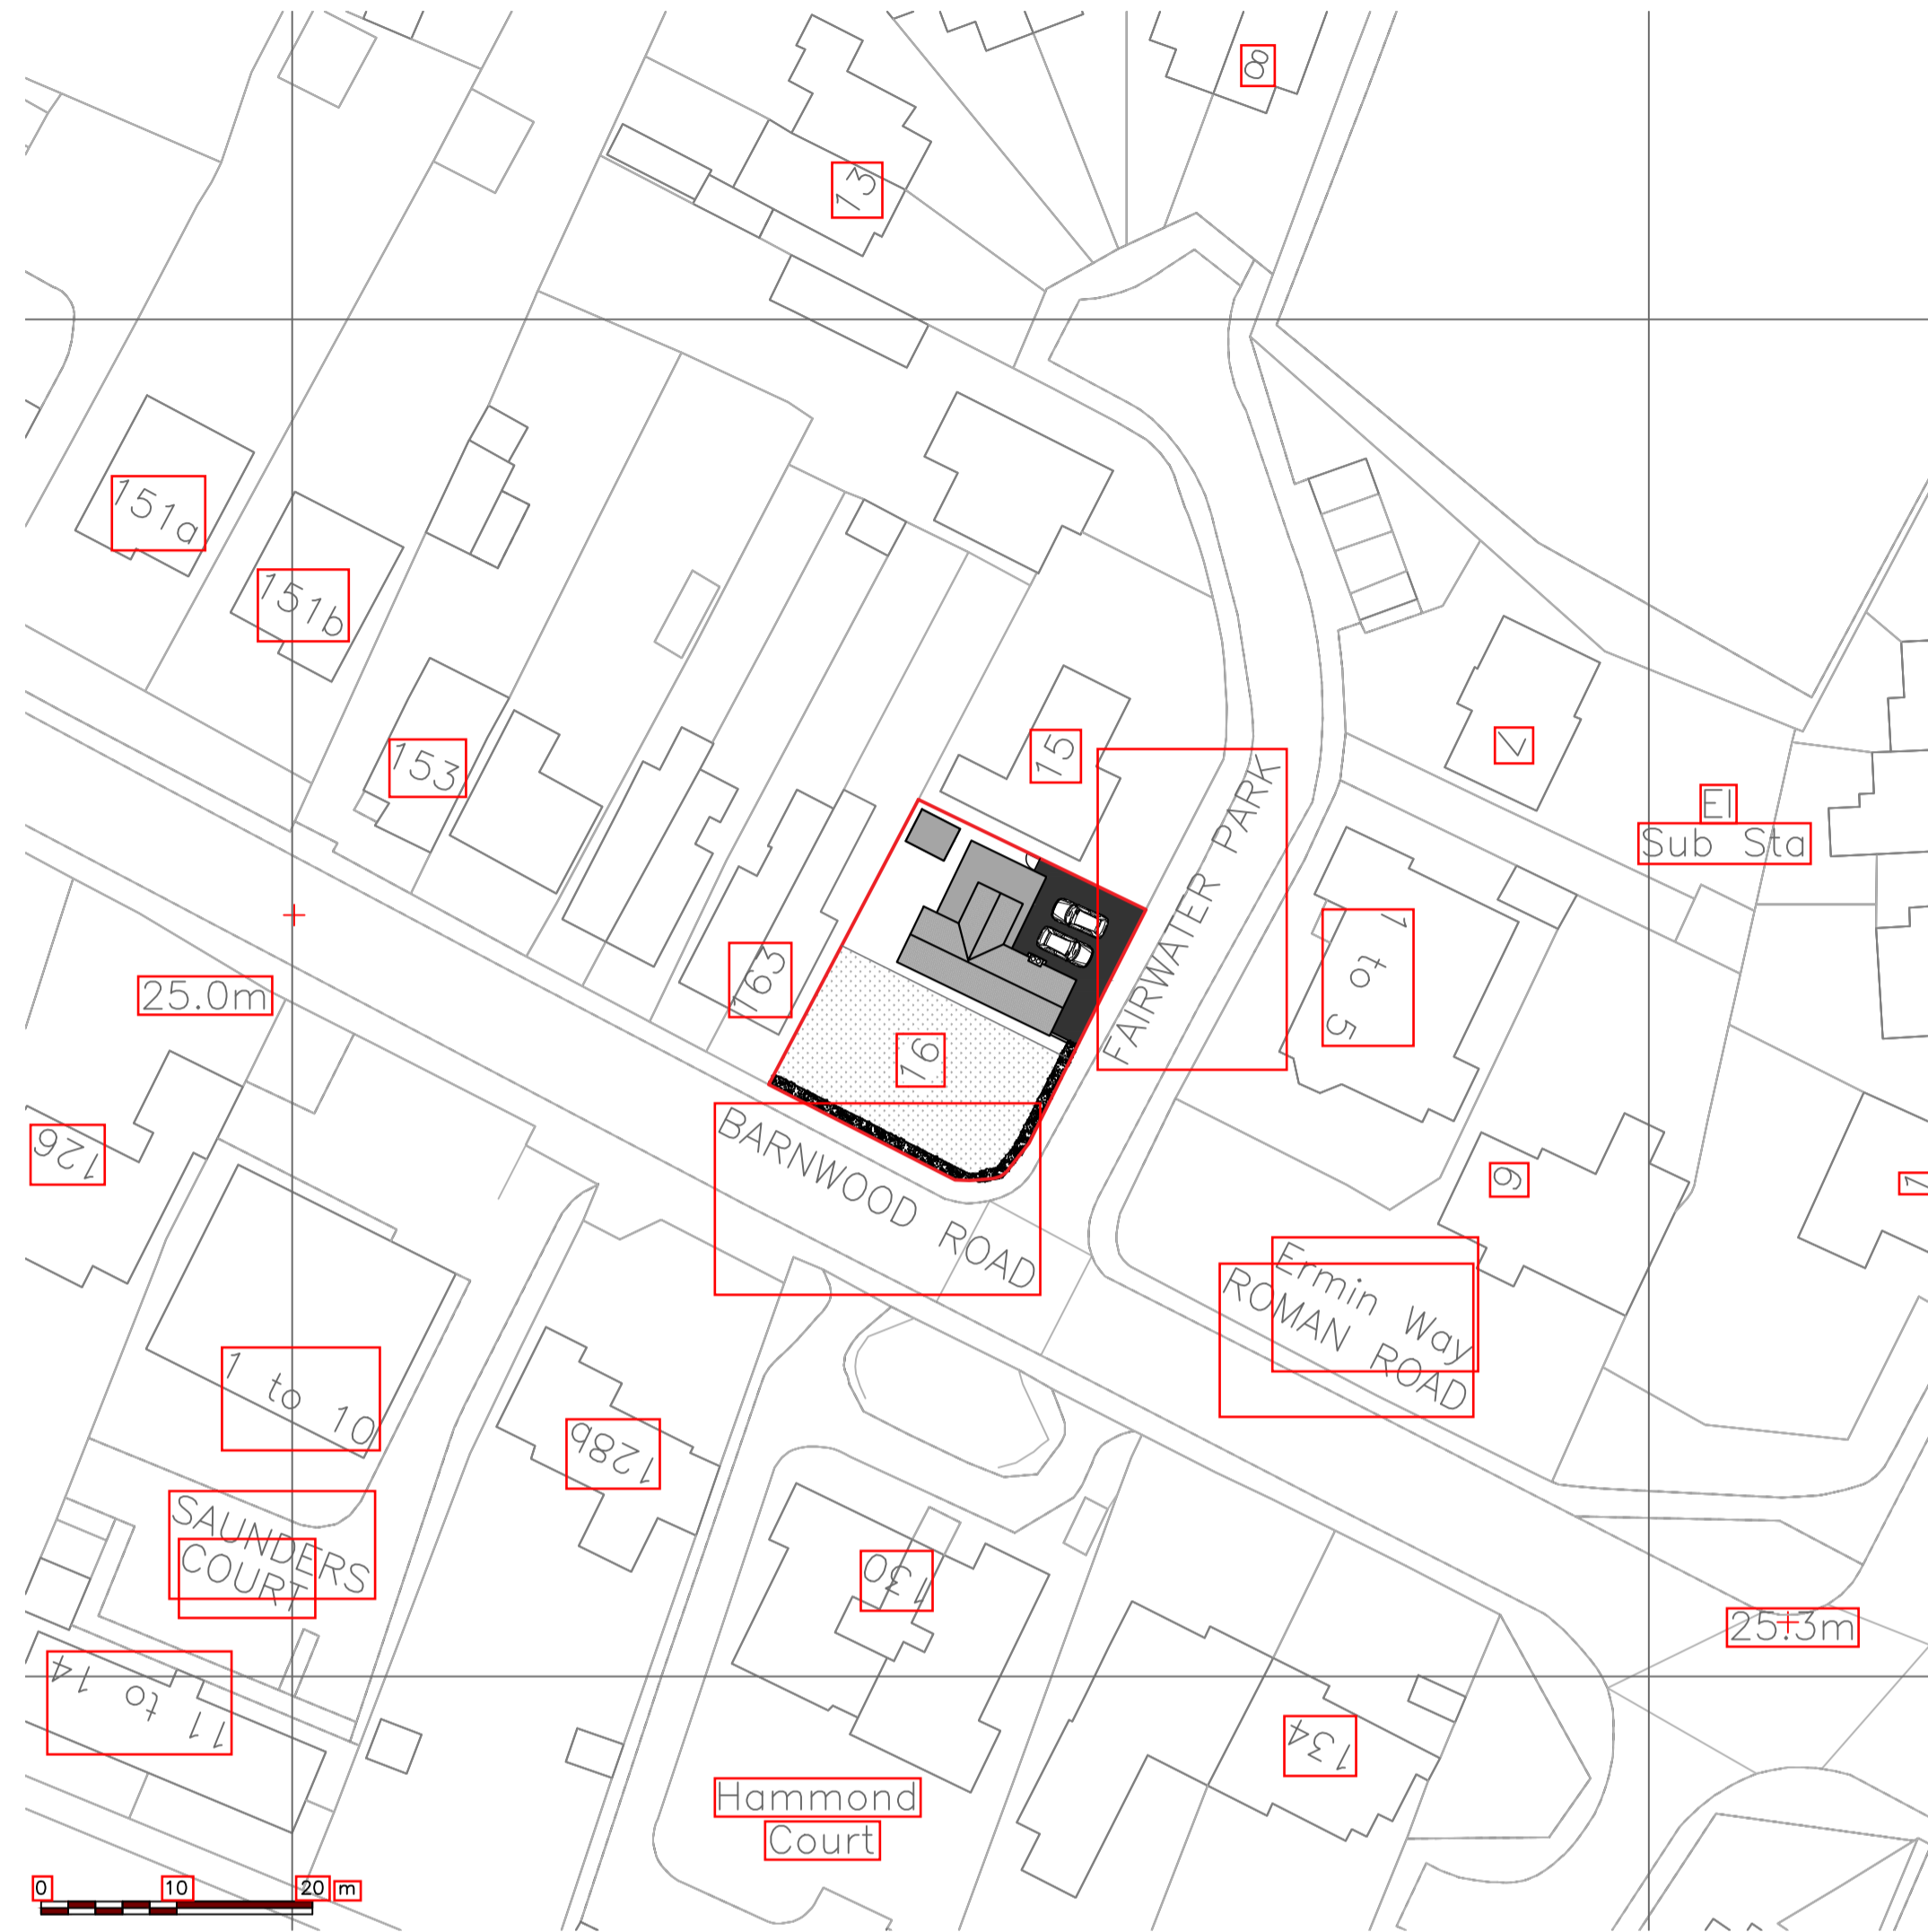 8
13
151a
151b
15
7
153
El
Sub Sta
FAIRWATER PARK
1 to 5
163
25.0m
16
126
BARNWOOD ROAD
9
1
Ermin Way
ROMAN ROAD
1 to 10
128b
SAUNDERS
COURT
130
25.3m
11 to 14
134
Hammond
Court
0 10 20 m